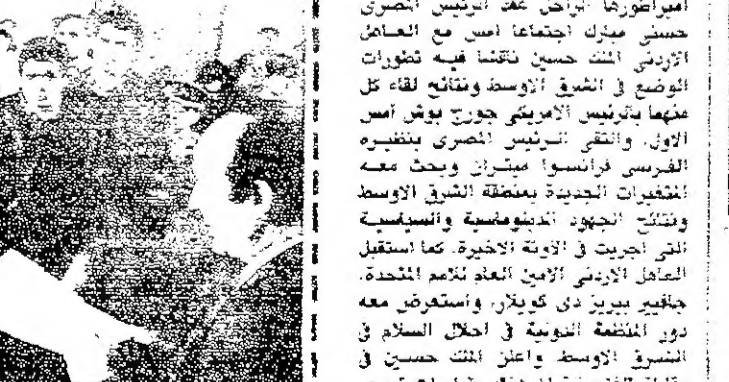 امبراطورها الراحل عقد الرئيس المصرى
حسنى مبارك اجتماعا امس مع العاهل
الاردنى الملك حسين ناقشا فيه تطورات
الوضع فى الشرق الاوسط ونتائج لقاء كل
منهما بالرئيس الامريكى جورج بوش امس
الاول. والتقى الرئيس المصرى بنظيره
الفرنسى فرانسوا ميتران وبحث معه
المتغيرات الجديدة بمنطقة الشرق الاوسط
ونتائج الجهود الدبلوماسية والسياسية
التى اجريت فى الآونة الاخيرة. كما استقبل
العاهل الاردنى الامين العام للامم المتحدة،
جافيير بيريز دى كويلار، واستعرض معه
دور المنظمة الدولية فى احلال السلام فى
الشرق الاوسط واعلن الملك حسين فى